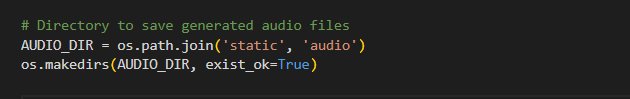 # Directory to save generated audio files
AUDIO_DIR = os.path.join('static', 'audio')
os.makedirs(AUDIO_DIR, exist_ok=True)